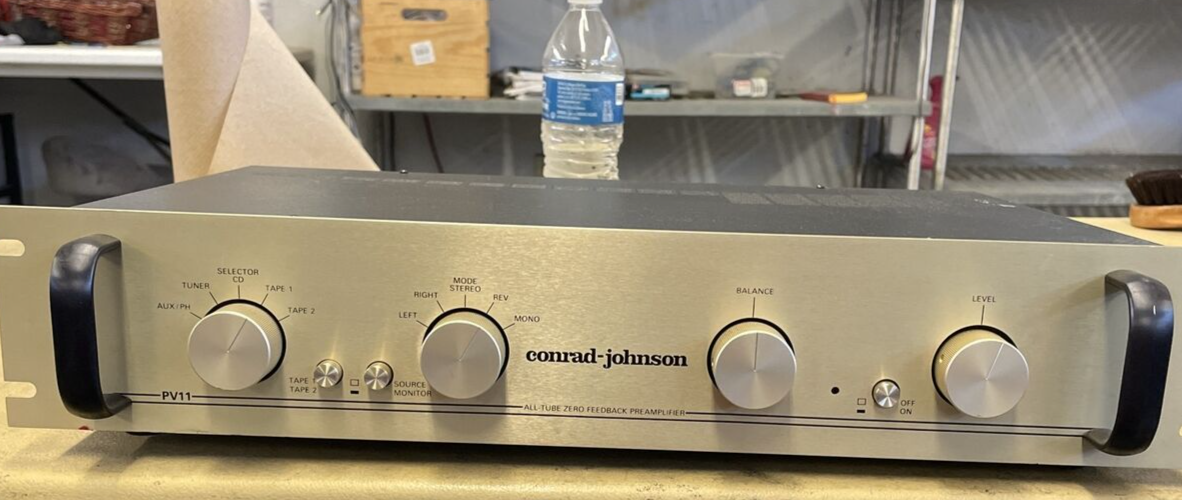 SELECTOR
CD
TUNER
TAPE 1
AUX/PH
TAPE 2
MODE
STEREO
RIGHT
REV
LEFT
MONO
BALANCE
LEVEL
conrad-johnson
TAPE 1
TAPE 2
SOURCE
MONITOR
OFF
ON
PV11
ALL-TUBE ZERO FEEDBACK PREAMPLIFIER